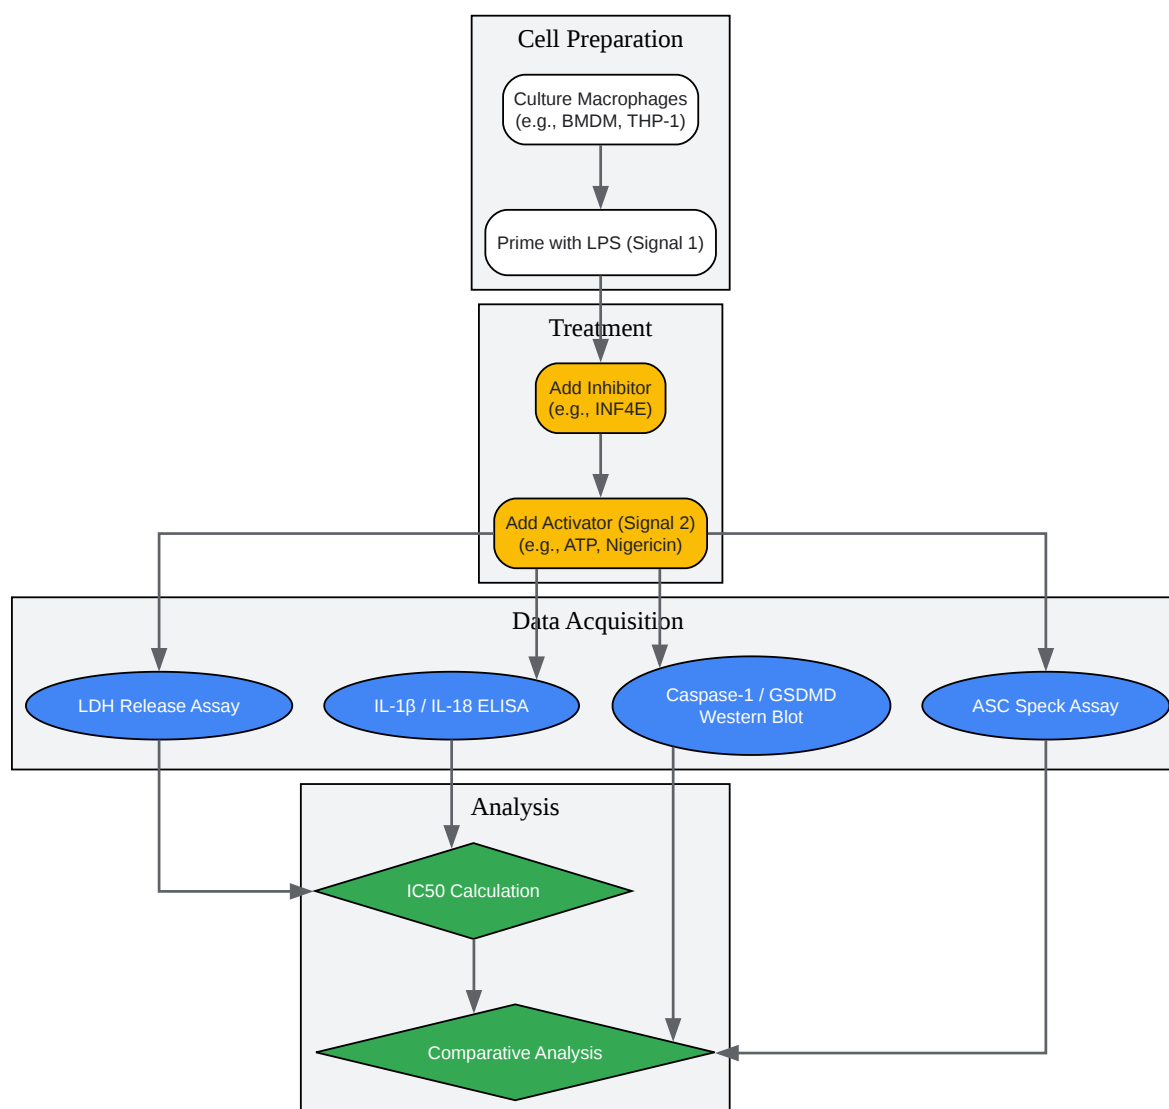 Cell Preparation
Culture Macrophages
(e.g., BMDM, THP-1)
Prime with LPS (Signal 1)
Treatment
Add Inhibitor
(e.g., INF4E)
Add Activator (Signal 2)
(e.g., ATP, Nigericin)
Data Acquisition
LDH Release Assay
IL-1β / IL-18 ELISA
Caspase-1 / GSDMD
Western Blot
ASC Speck Assay
Analysis
IC50 Calculation
Comparative Analysis